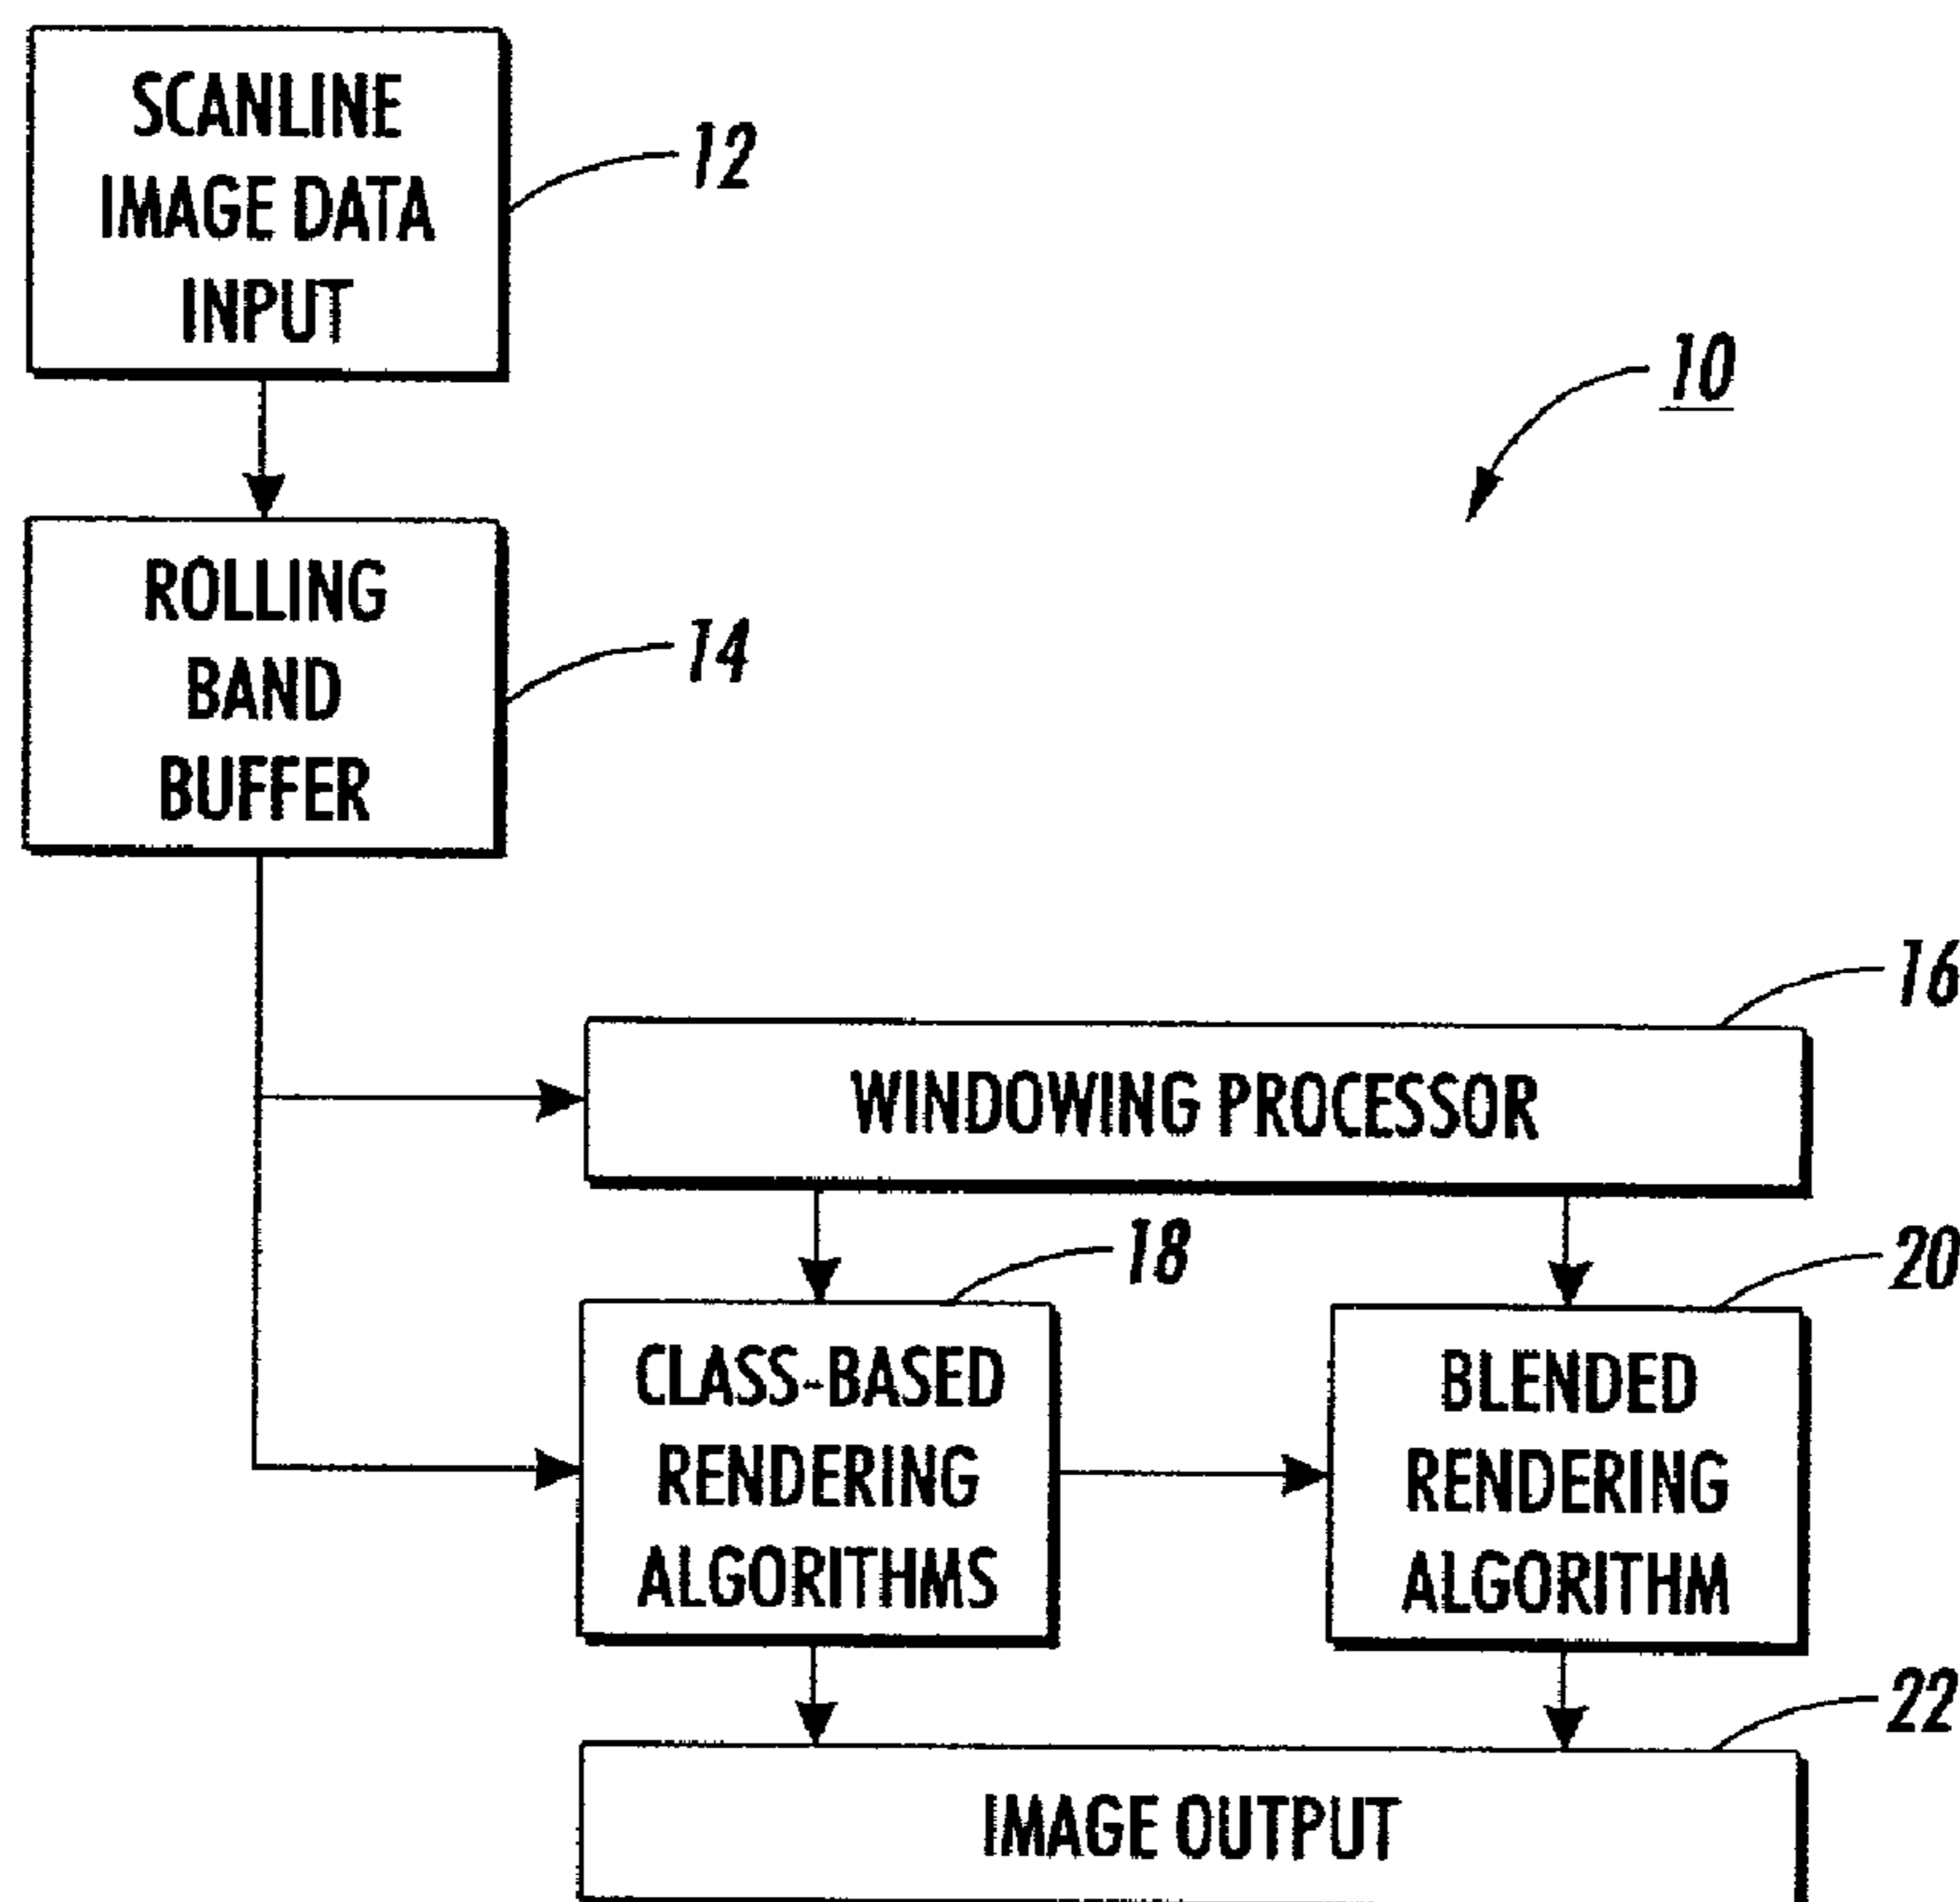 SCANLINE
IMAGE DATA
INPUT
12
10
ROLLING
BAND
BUFFER
14
16
WINDOWING PROCESSOR
18
20
CLASS-BASED
RENDERING
ALGORITHMS
BLENDED
RENDERING
ALGORITHM
22
IMAGE OUTPUT